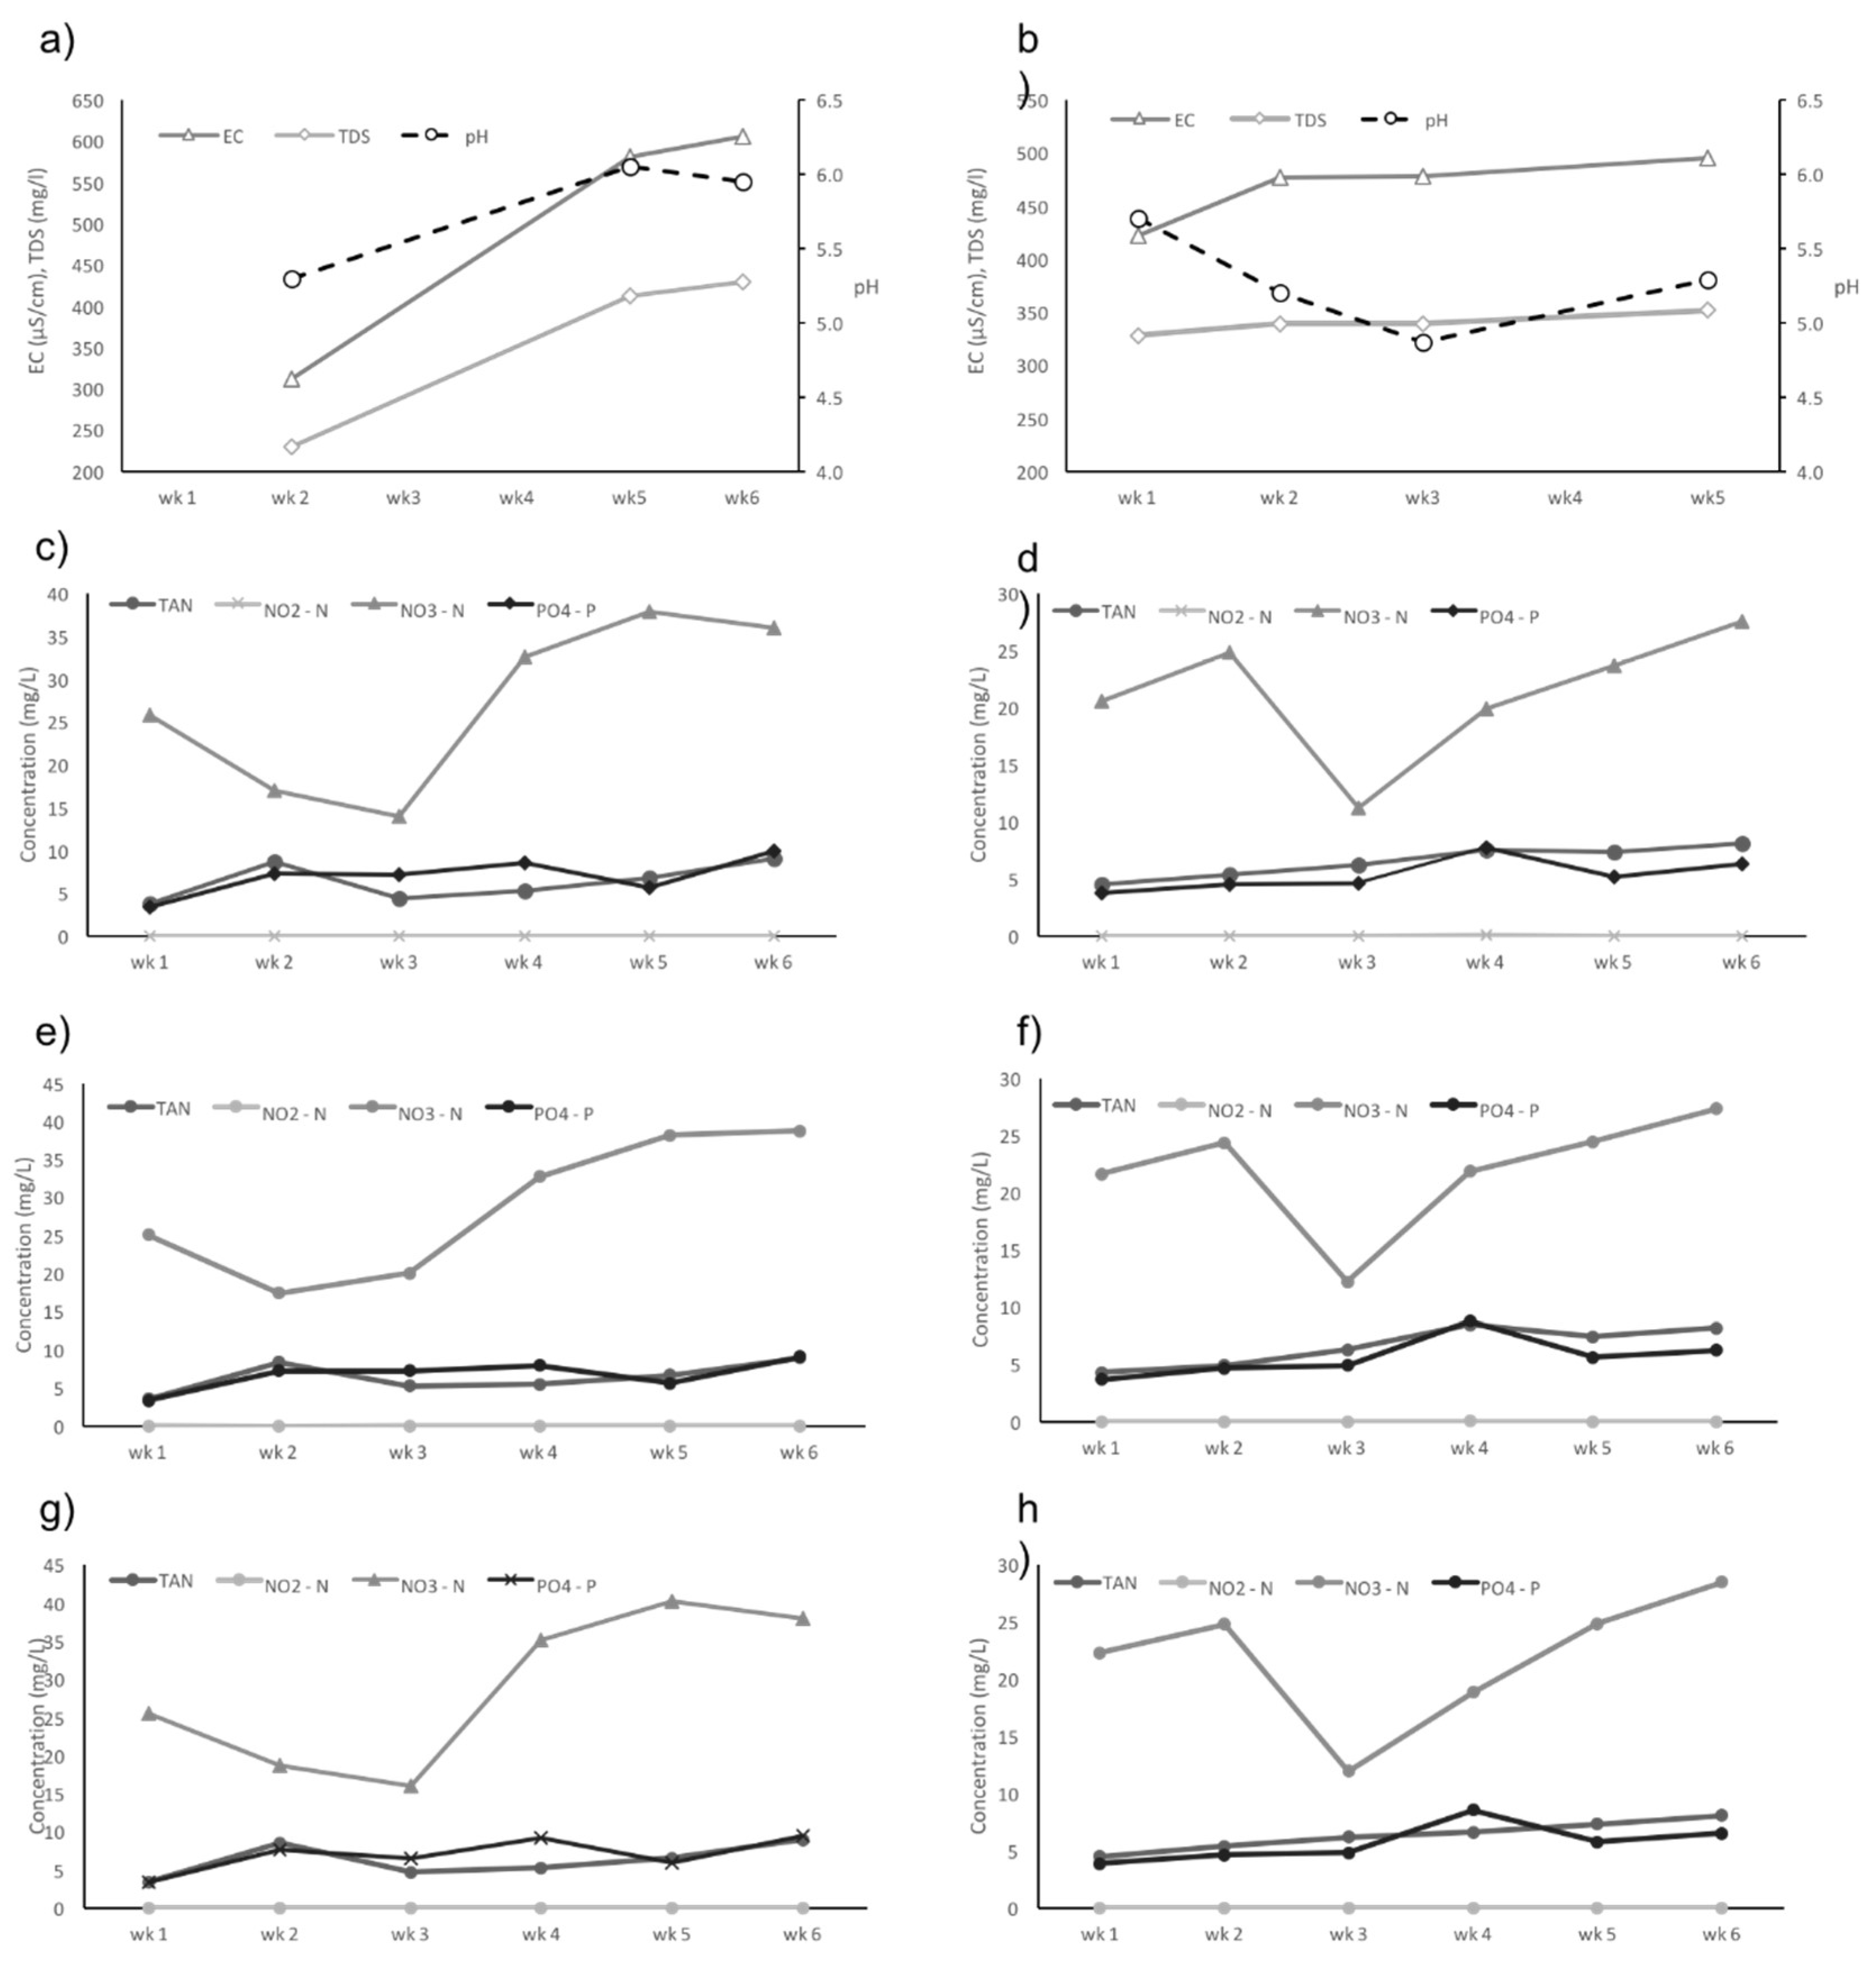 a)
650
600
550
500
450
400
350
300
250
200
EC (µS/cm), TDS (mg/l)
EC TDS pH
6.5
6.0
5.5
5.0
4.5
4.0
pH
wk 1 wk 2 wk3 wk4 wk5 wk6
b
)
550
500
450
400
350
300
250
200
EC (µS/cm), TDS (mg/l)
EC TDS pH
6.5
6.0
5.5
5.0
4.5
4.0
pH
wk 1 wk 2 wk3 wk4 wk5
c)
40
35
30
25
20
15
10
5
0
Concentration (mg/L)
TAN NO2 - N NO3 - N PO4 - P
wk 1 wk 2 wk 3 wk 4 wk 5 wk 6
d
)
30
25
20
15
10
5
0
Concentration (mg/L)
TAN NO2 - N NO3 - N PO4 - P
wk 1 wk 2 wk 3 wk 4 wk 5 wk 6
e)
45
40
35
30
25
20
15
10
5
0
Concentration (mg/L)
TAN NO2 - N NO3 - N PO4 - P
wk 1 wk 2 wk 3 wk 4 wk 5 wk 6
f)
30
25
20
15
10
5
0
Concentration (mg/L)
TAN NO2 - N NO3 - N PO4 - P
wk 1 wk 2 wk 3 wk 4 wk 5 wk 6
g)
45
40
35
30
25
20
15
10
5
0
Concentration (mg/L)
TAN NO2 - N NO3 - N PO4 - P
wk 1 wk 2 wk 3 wk 4 wk 5 wk 6
h
)
30
25
20
15
10
5
0
Concentration (mg/L)
TAN NO2 - N NO3 - N PO4 - P
wk 1 wk 2 wk 3 wk 4 wk 5 wk 6